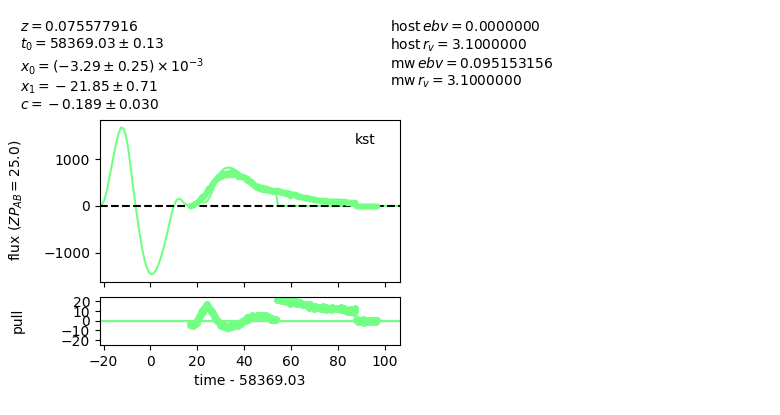 z = 0.075577916
t₀ = 58369.03 ± 0.13
x₀ = (−3.29 ± 0.25) × 10⁻³
x₁ = −21.85 ± 0.71
c = −0.189 ± 0.030
host ebv = 0.0000000
host r_v = 3.1000000
mw ebv = 0.095153156
mw r_v = 3.1000000
flux (ZP_AB = 25.0)
1000
0
−1000
kst
pull
20
10
0
−10
−20
−20 0 20 40 60 80 100
time - 58369.03